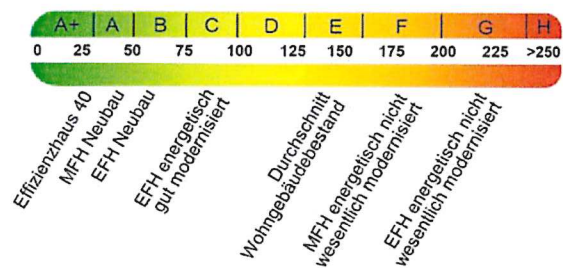 A+ A B C D E F G H
0 25 50 75 100 125 150 175 200 225 >250
Effizienzhaus 40
MFH Neubau
EFH Neubau
EFH energetisch
gut modernisiert
Durchschnitt
Wohngebäudebestand
MFH energetisch nicht
wesentlich modernisiert
EFH energetisch nicht
wesentlich modernisiert